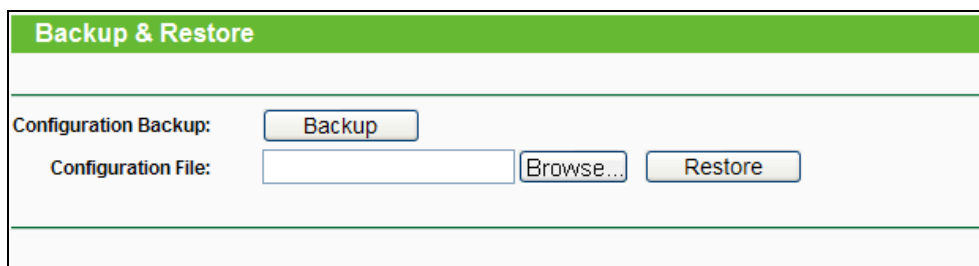 Backup & Restore
Configuration Backup: Backup
Configuration File: Browse... Restore